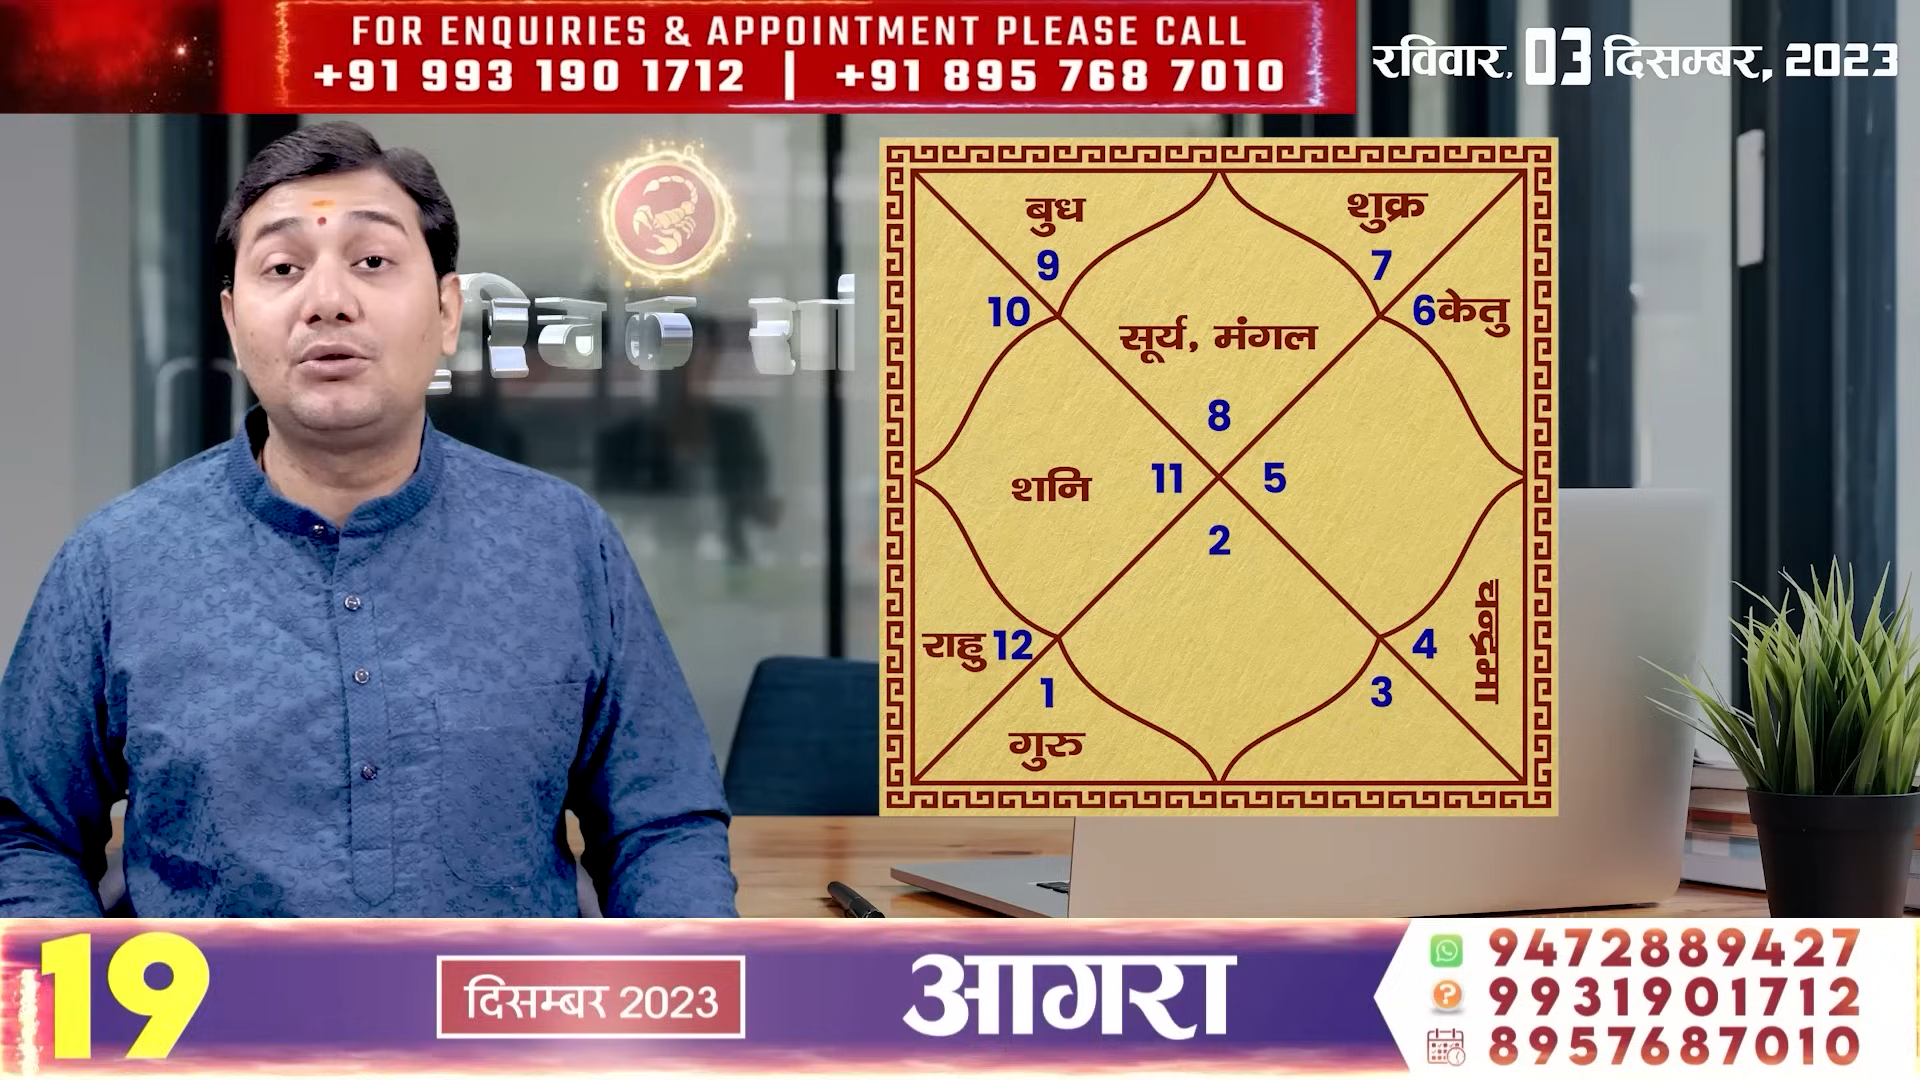 FOR ENQUIRIES & APPOINTMENT PLEASE CALL
+91 993 190 1712 | +91 895 768 7010
रविवार, 03 दिसम्बर, 2023
बुध
शुक्र
9
7
10
6 केतु
सूर्य, मंगल
8
शनि
11
5
2
राहु 12
4
चन्द्रमा
1
3
गुरु
19
दिसम्बर 2023
आगरा
9472889427
9931901712
8957687010